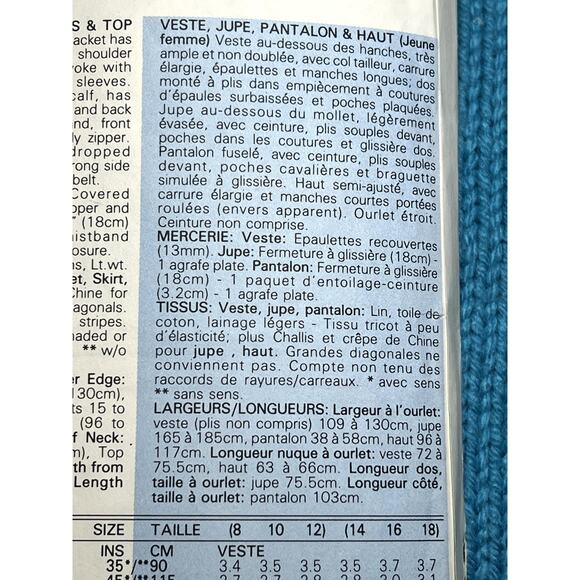 S & TOP
acket has
shoulder
oke with
sleeves.
calf, has
and back
nd, front
ly zipper.
dropped
rong side
belt.
Covered
pper and
(18cm)
aistband
osure.
ns, Lt.wt.
et, Skirt,
Chine for
agonals.
stripes.
naded or
** w/o
er Edge:
130cm),
ts 15 to
(96 to
f Neck:
n), Top
th from
Length
VESTE, JUPE, PANTALON & HAUT (Jeune
femme) Veste au-dessous des hanches, très
ample et non doublée, avec col tailleur, carrure
élargie, épaulettes et manches longues; dos
monté à plis dans empiècement à coutures
d'épaules surbaissées et poches plaquées.
Jupe au-dessous du mollet, légèrement
évasée, avec ceinture, plis souples devant,
poches dans les coutures et glissière dos.
Pantalon fuselé, avec ceinture, plis souples
devant, poches cavalières et braguette
simulée à glissière. Haut semi-ajusté, avec
carrure élargie et manches courtes portées
roulées (envers apparent). Ourlet étroit.
Ceinture non comprise.
MERCERIE: Veste: Epaulettes recouvertes
(13mm). Jupe: Fermeture à glissière (18cm) -
1 agrafe plate. Pantalon: Fermeture à glissière
(18cm) - 1 paquet d'entoilage-ceinture
(3.2cm) - 1 agrafe plate.
TISSUS: Veste, jupe, pantalon: Lin, toile de
coton, lainage légers - Tissu tricot à peu
d'élasticité; plus Challis et crêpe de Chine
pour jupe, haut. Grandes diagonales ne
conviennent pas. Compte non tenu des
raccords de rayures/carreaux. * avec sens
** sans sens.
LARGEURS/LONGUEURS: Largeur à l'ourlet:
veste (plis non compris) 109 à 130cm, jupe
165 à 185cm, pantalon 38 à 58cm, haut 96 à
117cm. Longueur nuque à ourlet: veste 72 à
75.5cm, haut 63 à 66cm. Longueur dos,
taille à ourlet: jupe 75.5cm. Longueur côté,
taille à ourlet: pantalon 103cm.
SIZE TAILLE (8 10 12) (14 16 18)
INS CM VESTE
35*/**90 3.4 3.5 3.5 3.5 3.7 3.7
45*/**115